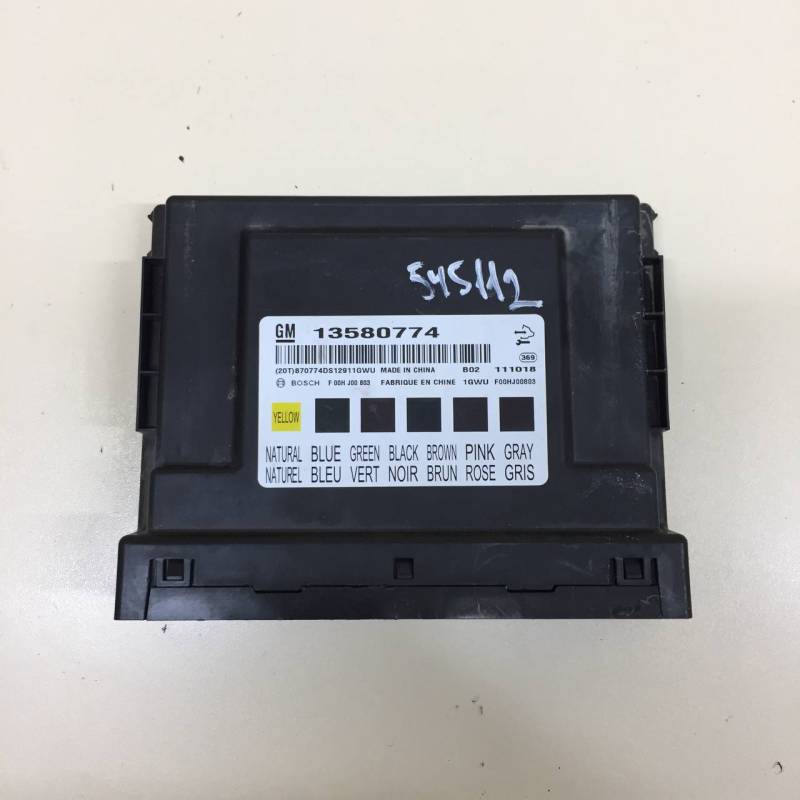 545112
GM 13580774
369
(20T)870774DS12911GWU MADE IN CHINA B02 111018
BOSCH F 00H J00 803 FABRIQUE EN CHINE 1GWU F00HJ00803
YELLOW
NATURAL BLUE GREEN BLACK BROWN PINK GRAY
NATUREL BLEU VERT NOIR BRUN ROSE GRIS